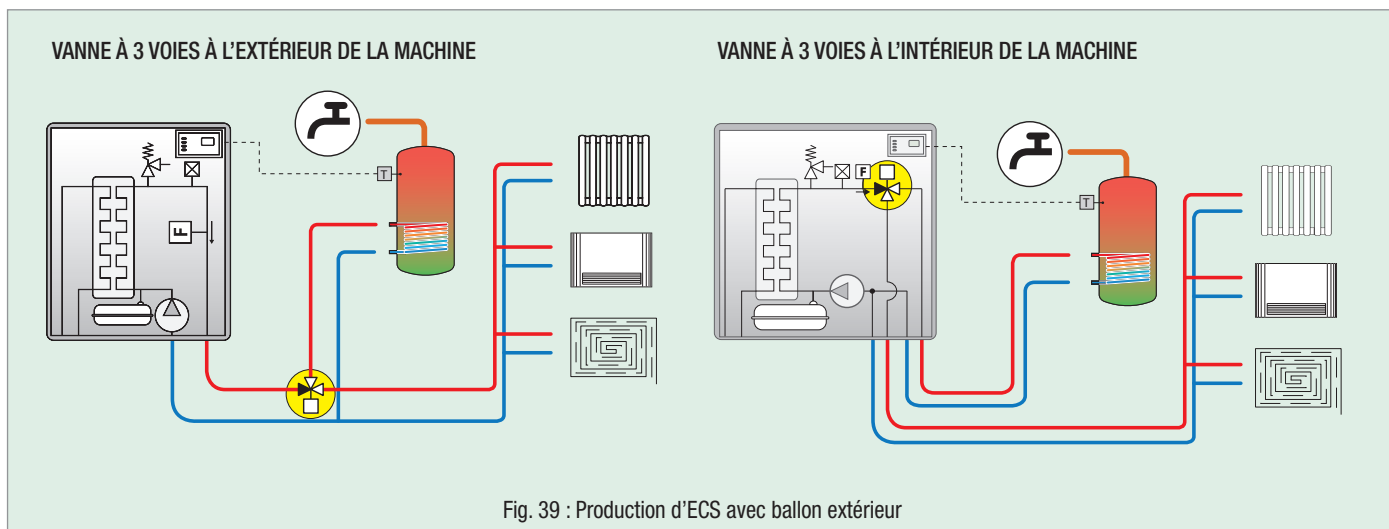 VANNE À 3 VOIES À L'EXTÉRIEUR DE LA MACHINE
VANNE À 3 VOIES À L'INTÉRIEUR DE LA MACHINE
F
T
F
T
Fig. 39 : Production d'ECS avec ballon extérieur